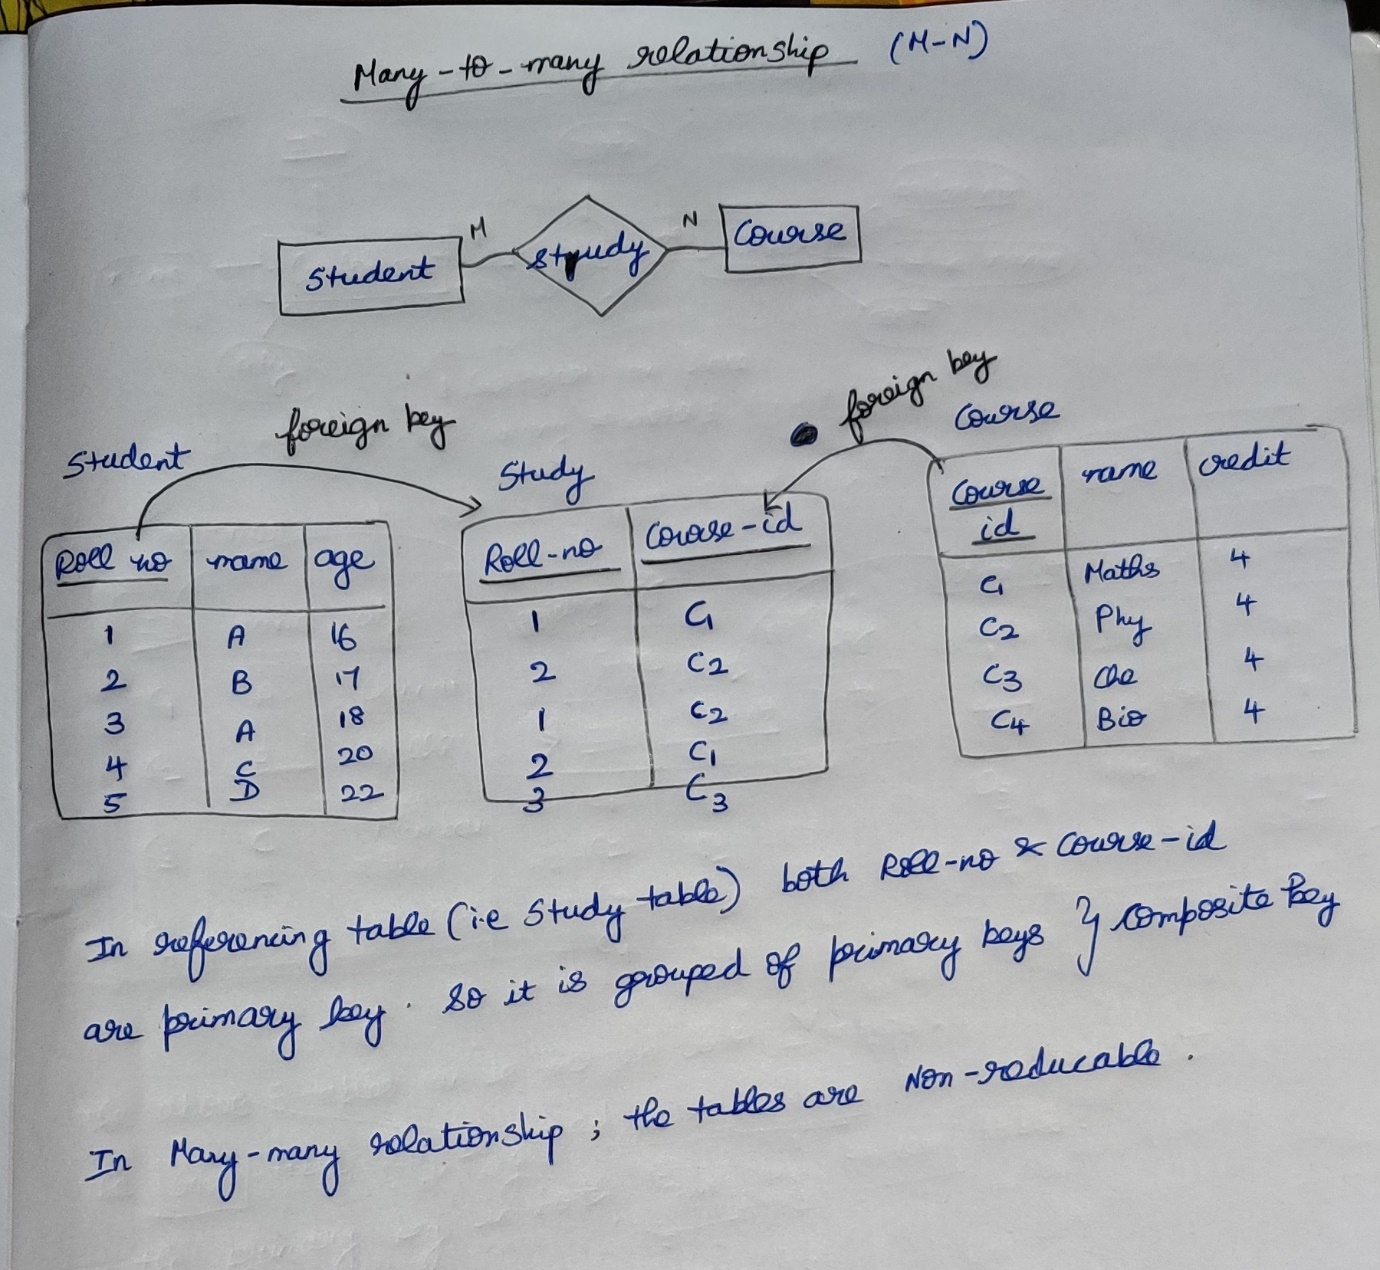 Many-to-many relationship (M-N)
Student M Study N Course
foreign key
foreign key
Student
Roll no name age
1 A 16
2 B 17
3 A 18
4 C 20
5 D 22
Study
Roll-no Course-id
1 C1
2 C2
1 C2
2 C1
3 C3
Course
Course id name credit
C1 Maths 4
C2 Phy 4
C3 Che 4
C4 Bio 4
In referencing table (i.e Study table) both Roll-no & Course-id
are primary key. So it is grouped of primary keys } composite key
In Many-many relationship; the tables are Non-reducable.